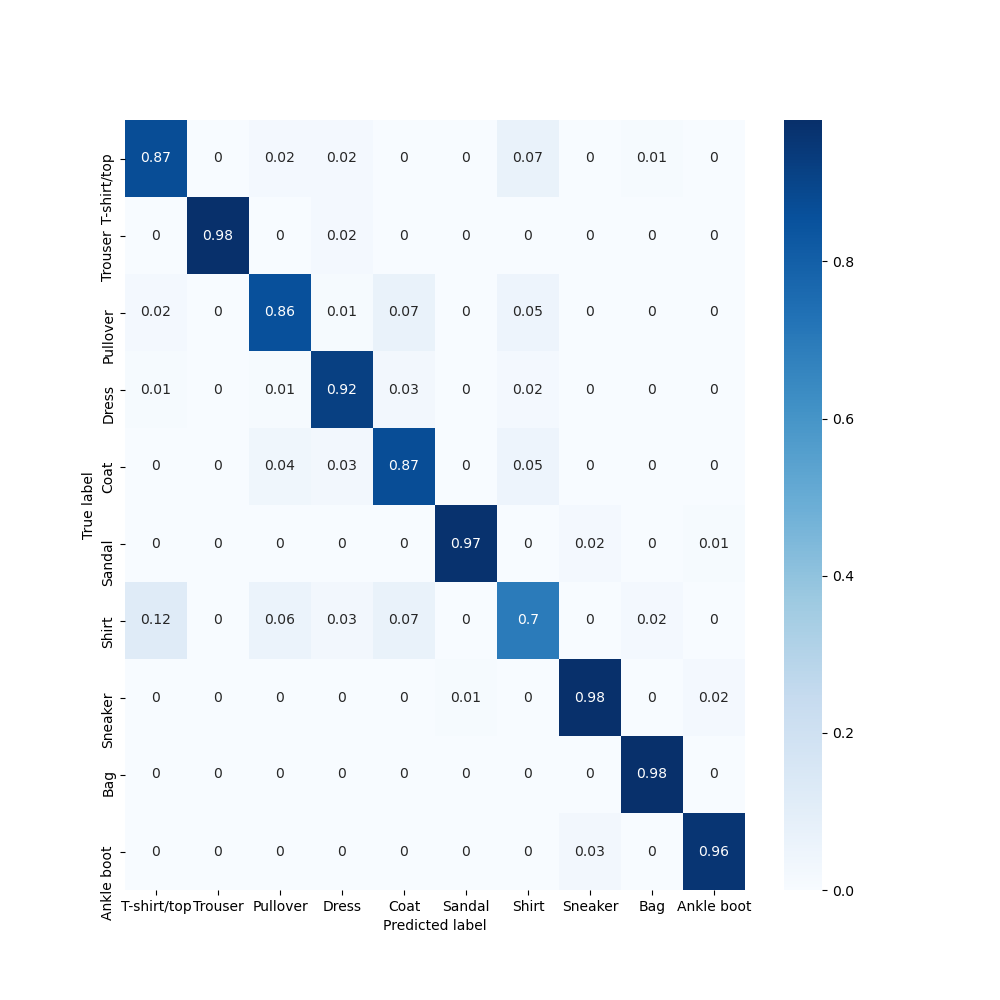 T-shirt/top 0.87 0 0.02 0.02 0 0 0.07 0 0.01 0
Trouser 0 0.98 0 0.02 0 0 0 0 0 0
0.8
Pullover 0.02 0 0.86 0.01 0.07 0 0.05 0 0 0
Dress 0.01 0 0.01 0.92 0.03 0 0.02 0 0 0
0.6
Coat 0 0 0.04 0.03 0.87 0 0.05 0 0 0
True label
Sandal 0 0 0 0 0 0.97 0 0.02 0 0.01
0.4
Shirt 0.12 0 0.06 0.03 0.07 0 0.7 0 0.02 0
Sneaker 0 0 0 0 0 0.01 0 0.98 0 0.02
0.2
Bag 0 0 0 0 0 0 0 0 0.98 0
Ankle boot 0 0 0 0 0 0 0 0.03 0 0.96
0.0
T-shirt/top Trouser Pullover Dress Coat Sandal Shirt Sneaker Bag Ankle boot
Predicted label